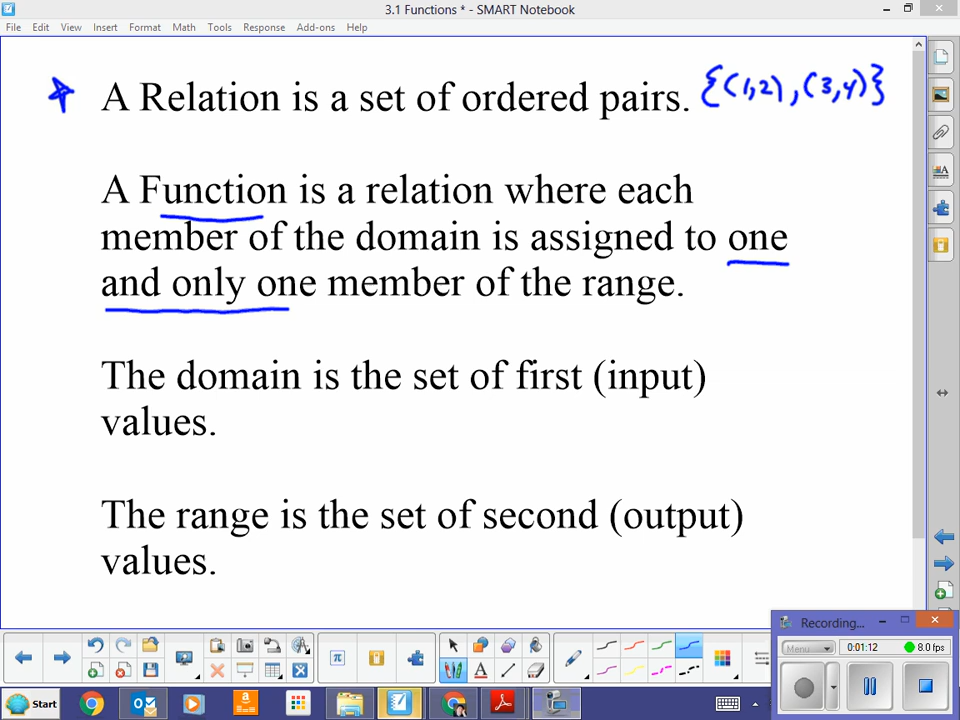 3.1 Functions * - SMART Notebook
File Edit View Insert Format Math Tools Response Add-ons Help
A Relation is a set of ordered pairs. {(1,2),(3,4)}
A Function is a relation where each
member of the domain is assigned to one
and only one member of the range.
The domain is the set of first (input)
values.
The range is the set of second (output)
values.
Recording...
Menu 0:01:12 8.0 fps
Start